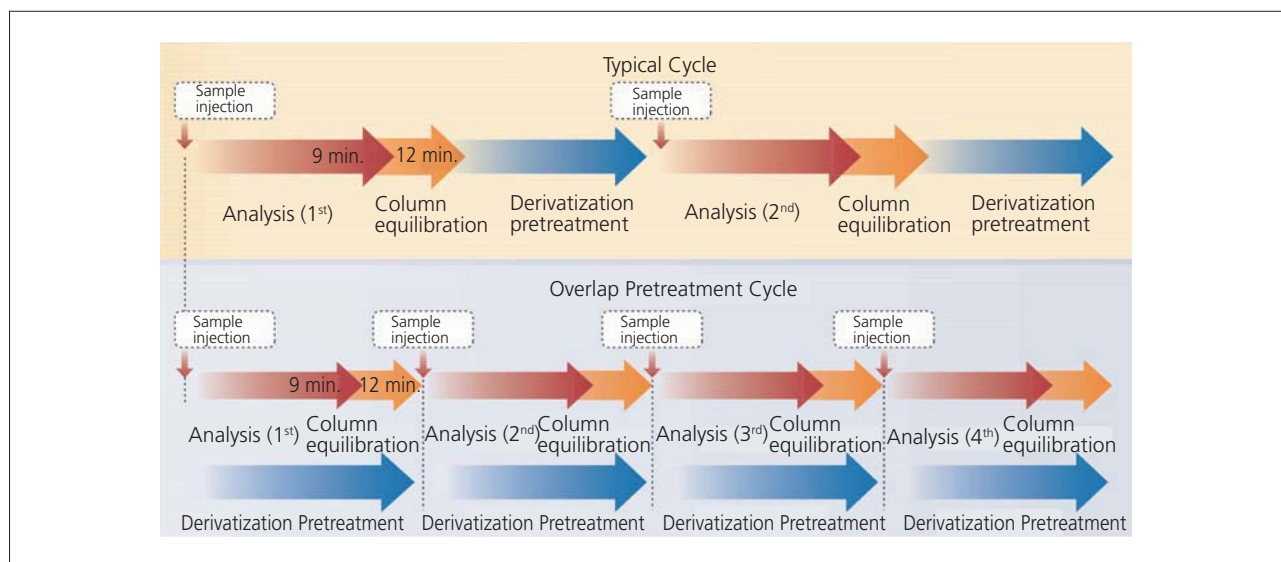 Typical Cycle
Sample
injection
Sample
injection
9 min.
12 min.
Analysis (1st)
Column
equilibration
Derivatization
pretreatment
Analysis (2nd)
Column
equilibration
Derivatization
pretreatment
Overlap Pretreatment Cycle
Sample
injection
Sample
injection
Sample
injection
Sample
injection
9 min.
12 min.
Analysis (1st)
Column
equilibration
Analysis (2nd)
Column
equilibration
Analysis (3rd)
Column
equilibration
Analysis (4th)
Column
equilibration
Derivatization Pretreatment
Derivatization Pretreatment
Derivatization Pretreatment
Derivatization Pretreatment